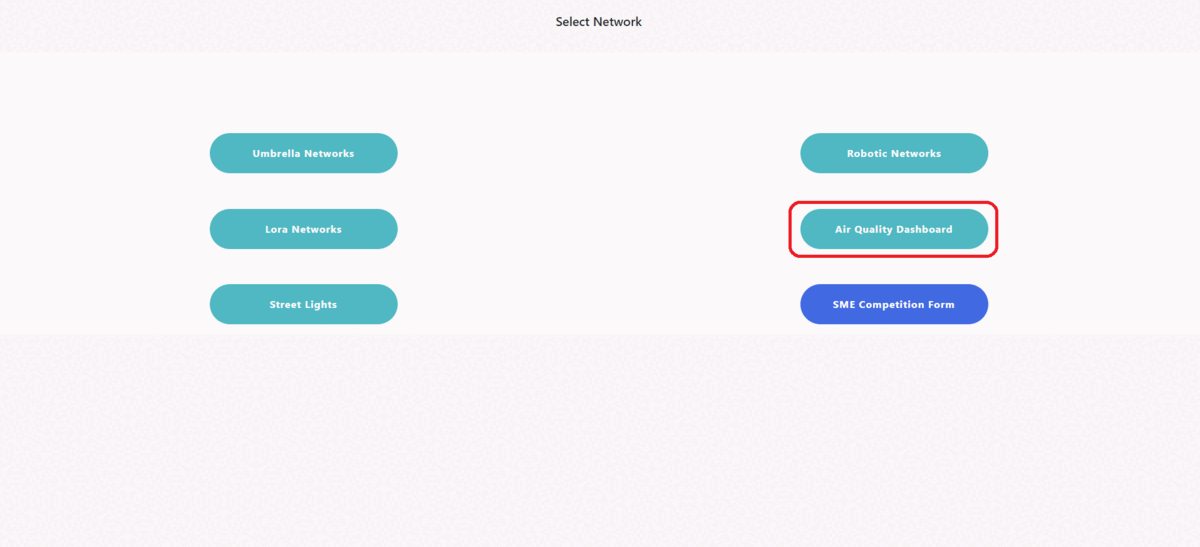 Select Network
Umbrella Networks
Robotic Networks
Lora Networks
Air Quality Dashboard
Street Lights
SME Competition Form